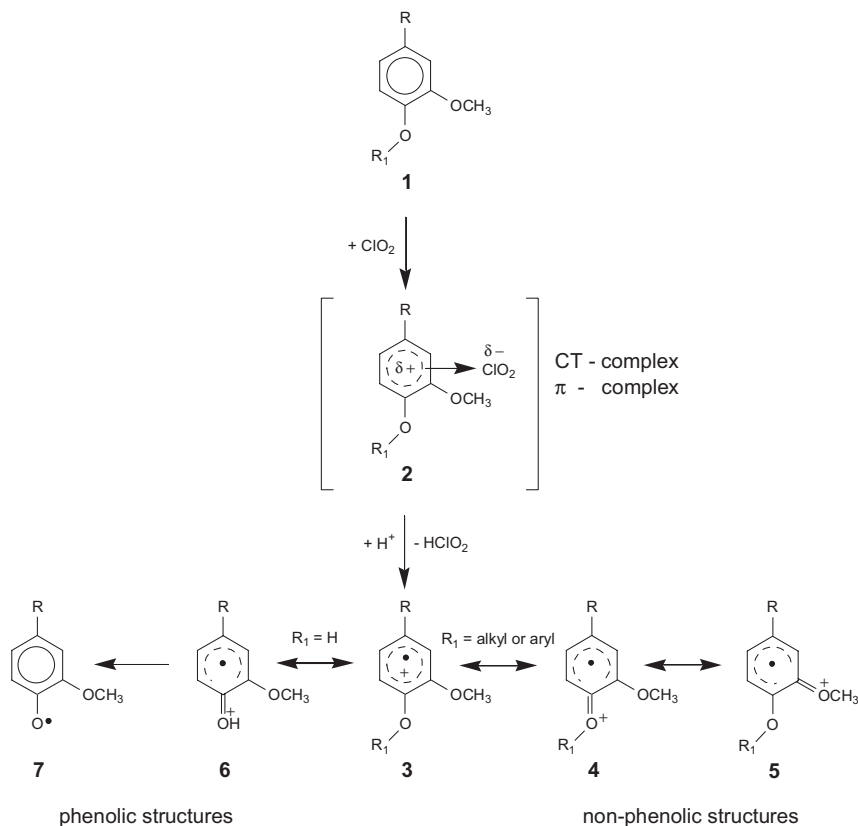 R
OCH3
O
R1
1
+ ClO2
R
δ+
δ−
ClO2
OCH3
O
R1
2
CT - complex
π - complex
+ H+
- HClO2
R
OCH3
O•
7
R
•
OCH3
+
OH
6
R1 = H
R
•
+
OCH3
O
R1
3
R1 = alkyl or aryl
R
•
OCH3
O+
R1
4
R
•
+
OCH3
O
R1
5
phenolic structures
non-phenolic structures